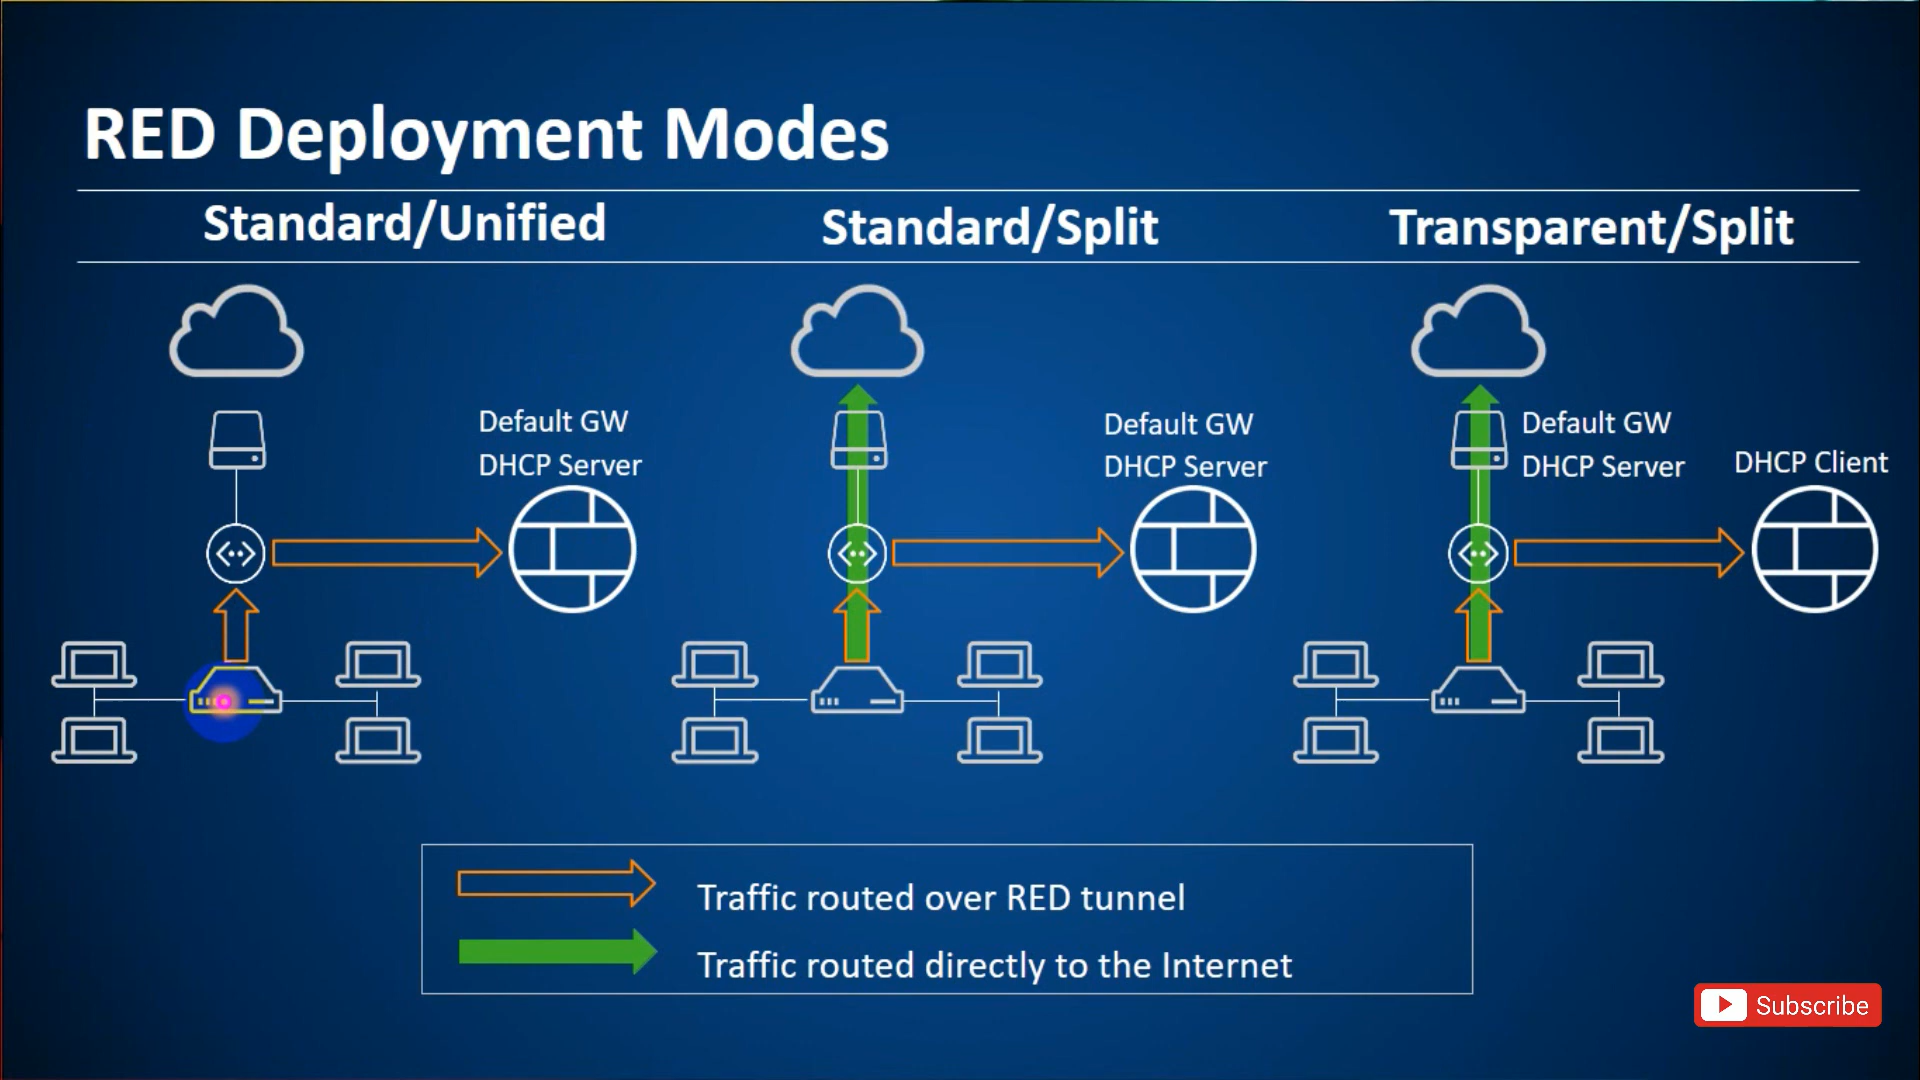 RED Deployment Modes
Standard/Unified
Standard/Split
Transparent/Split
Default GW
DHCP Server
Default GW
DHCP Server
Default GW
DHCP Server
DHCP Client
Traffic routed over RED tunnel
Traffic routed directly to the Internet
Subscribe